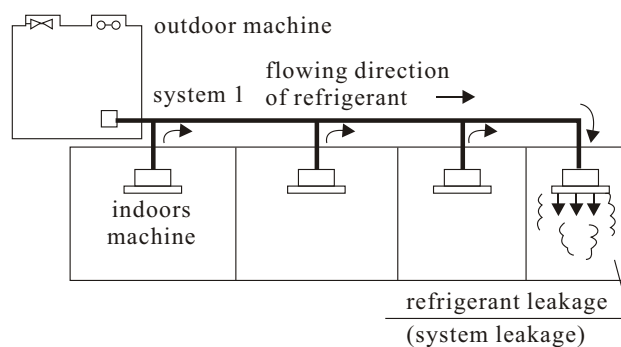 outdoor machine
system 1
flowing direction
of refrigerant
indoors
machine
refrigerant leakage
(system leakage)